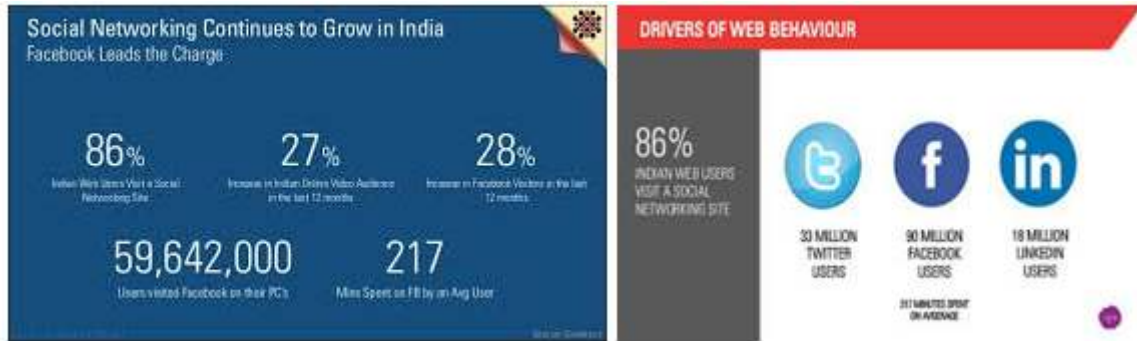 Social Networking Continues to Grow in India
Facebook Leads the Charge
86%
Indian Web Users Visit a Social
Networking Site
27%
Increase in Indian Online Video Audience
in the last 12 months
28%
Increase in Facebook Visitors in the last
12 months
59,642,000
Users visited Facebook on their PC's
217
Mins Spent on FB by an Avg User
DRIVERS OF WEB BEHAVIOUR
86%
INDIAN WEB USERS
VISIT A SOCIAL
NETWORKING SITE
33 MILLION
TWITTER
USERS
90 MILLION
FACEBOOK
USERS
217 MINUTES SPENT
ON
18 MILLION
LINKEDIN
USERS